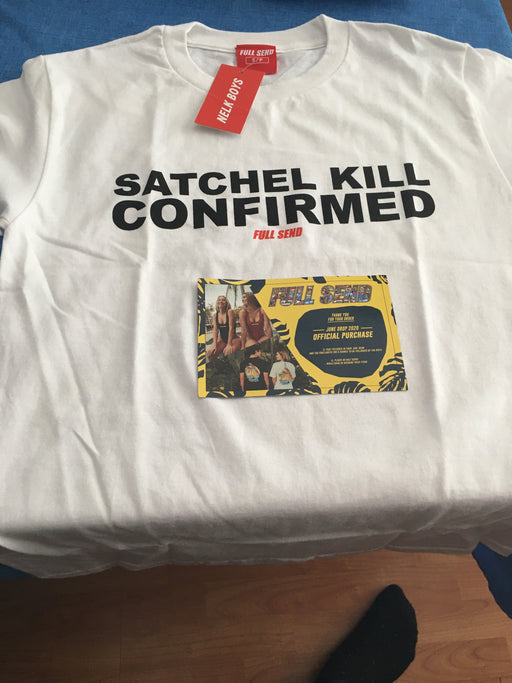 FULL SEND
S/P
NELK BOYS
SATCHEL KILL
CONFIRMED
FULL SEND
FULL SEND
THANK YOU
FOR YOUR ORDER
JUNE DROP 2020
OFFICIAL PURCHASE